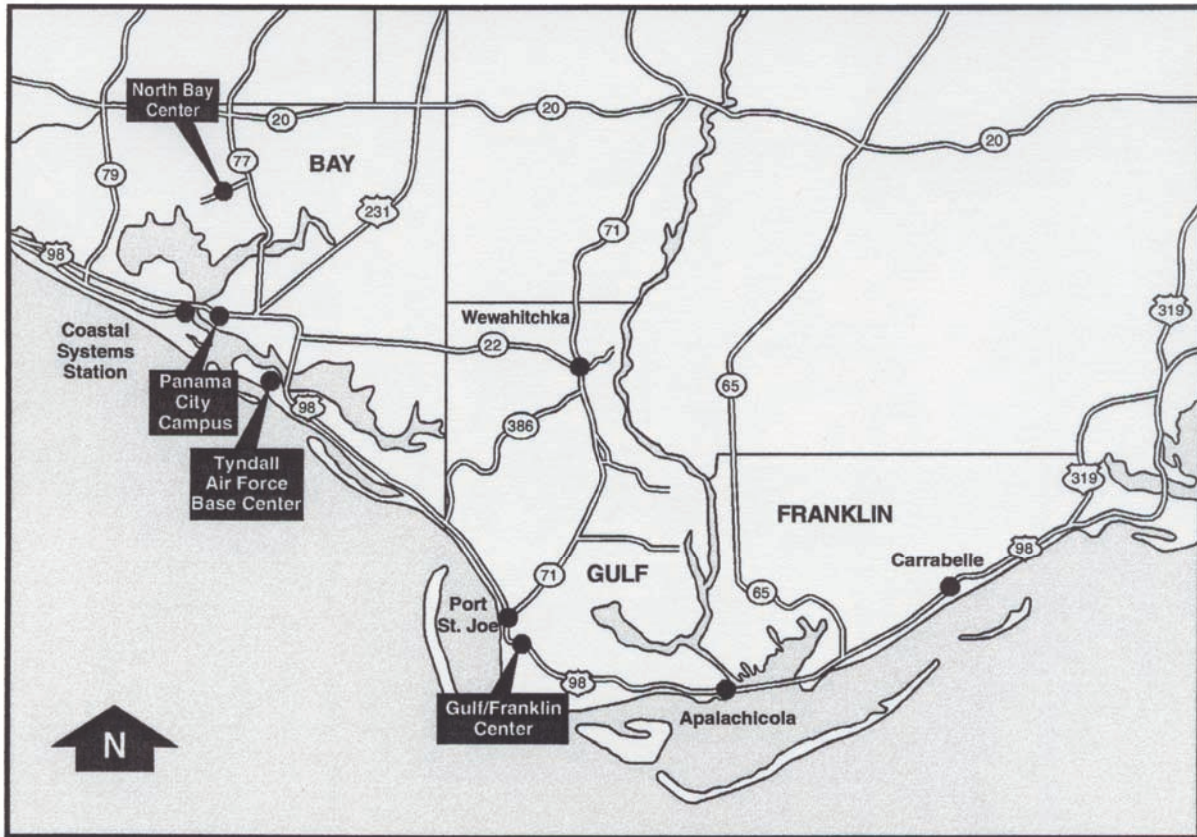 North Bay
Center
20
20
20
79
77
BAY
231
71
98
319
Wewahitchka
22
Coastal
Systems
Station
Panama
City
Campus
98
65
386
Tyndall
Air Force
Base Center
319
FRANKLIN
98
Carrabelle
71
GULF
65
Port
St. Joe
98
Gulf/Franklin
Center
Apalachicola
N